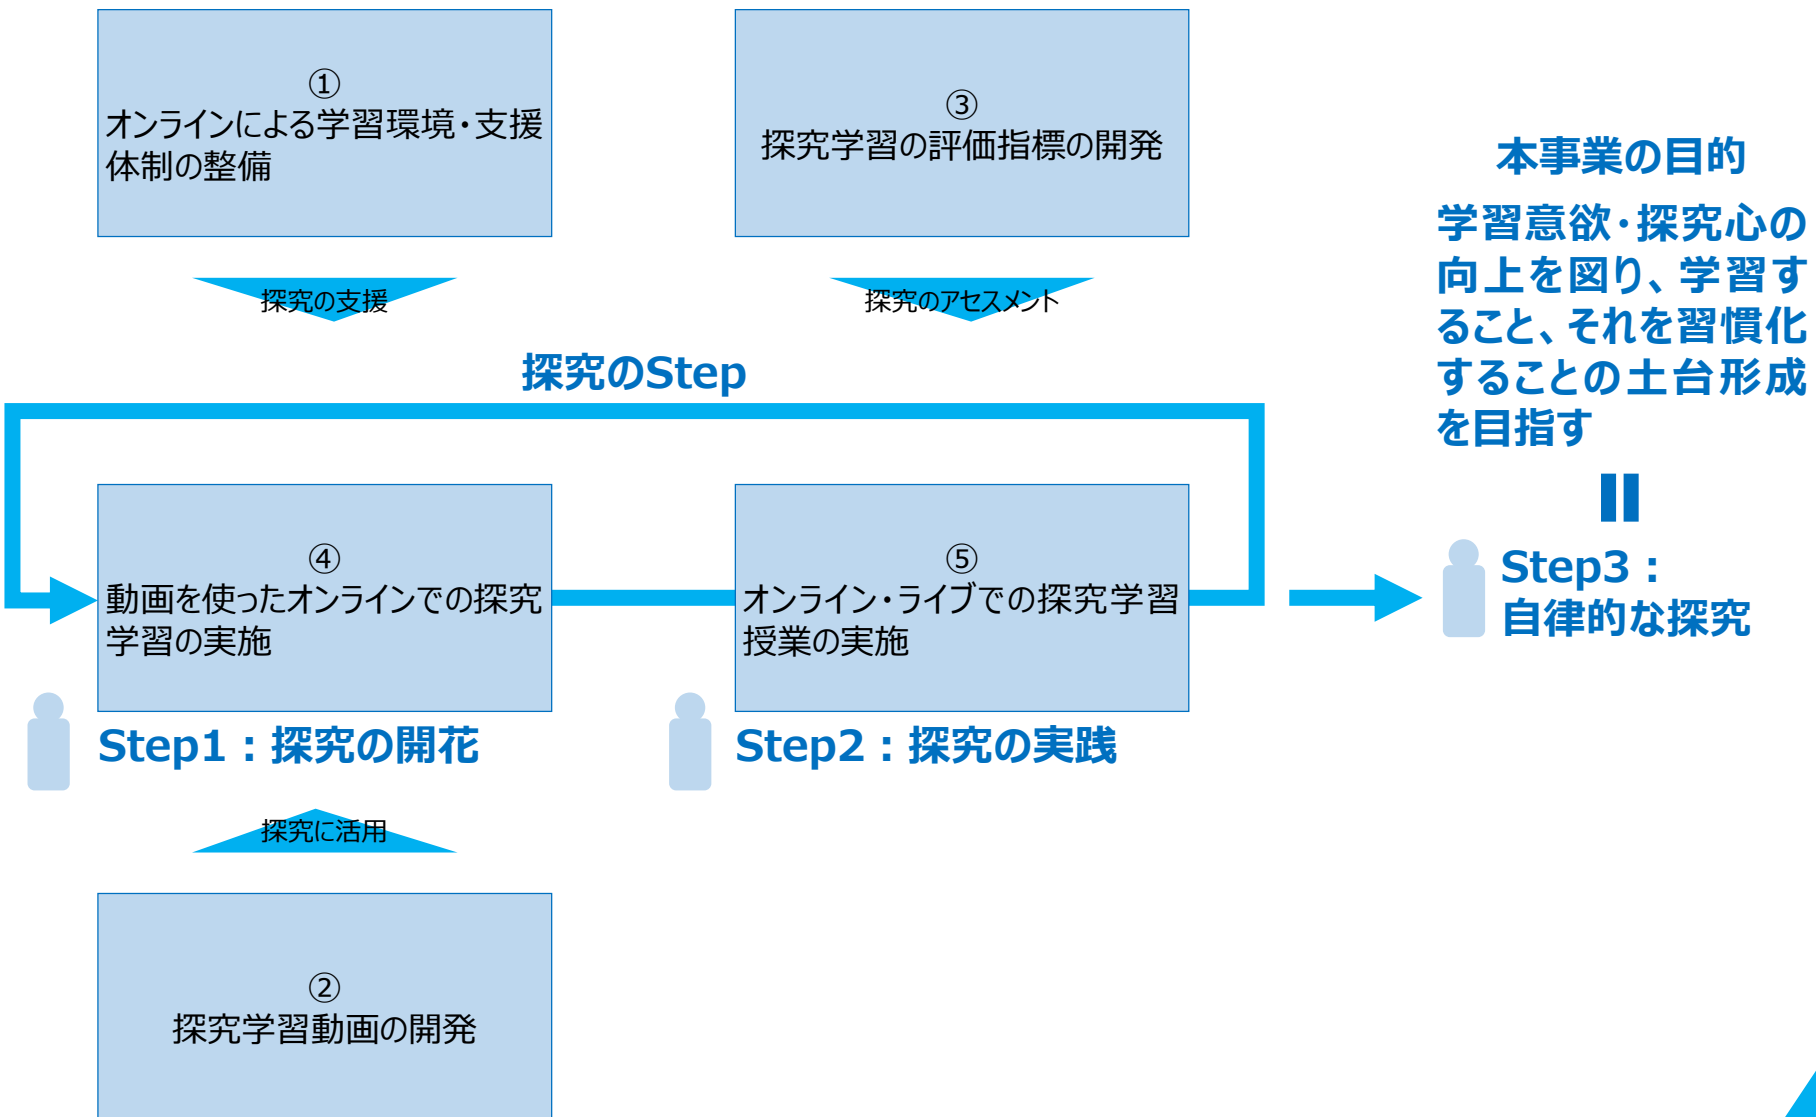 ①
オンラインによる学習環境・支援
体制の整備
③
探究学習の評価指標の開発
探究の支援
探究のアセスメント
本事業の目的
学習意欲・探究心の
向上を図り、学習す
ること、それを習慣化
することの土台形成
を目指す
探究のStep
④
動画を使ったオンラインでの探究
学習の実施
⑤
オンライン・ライブでの探究学習
授業の実施
Step3：
自律的な探究
Step1：探究の開花
Step2：探究の実践
探究に活用
②
探究学習動画の開発